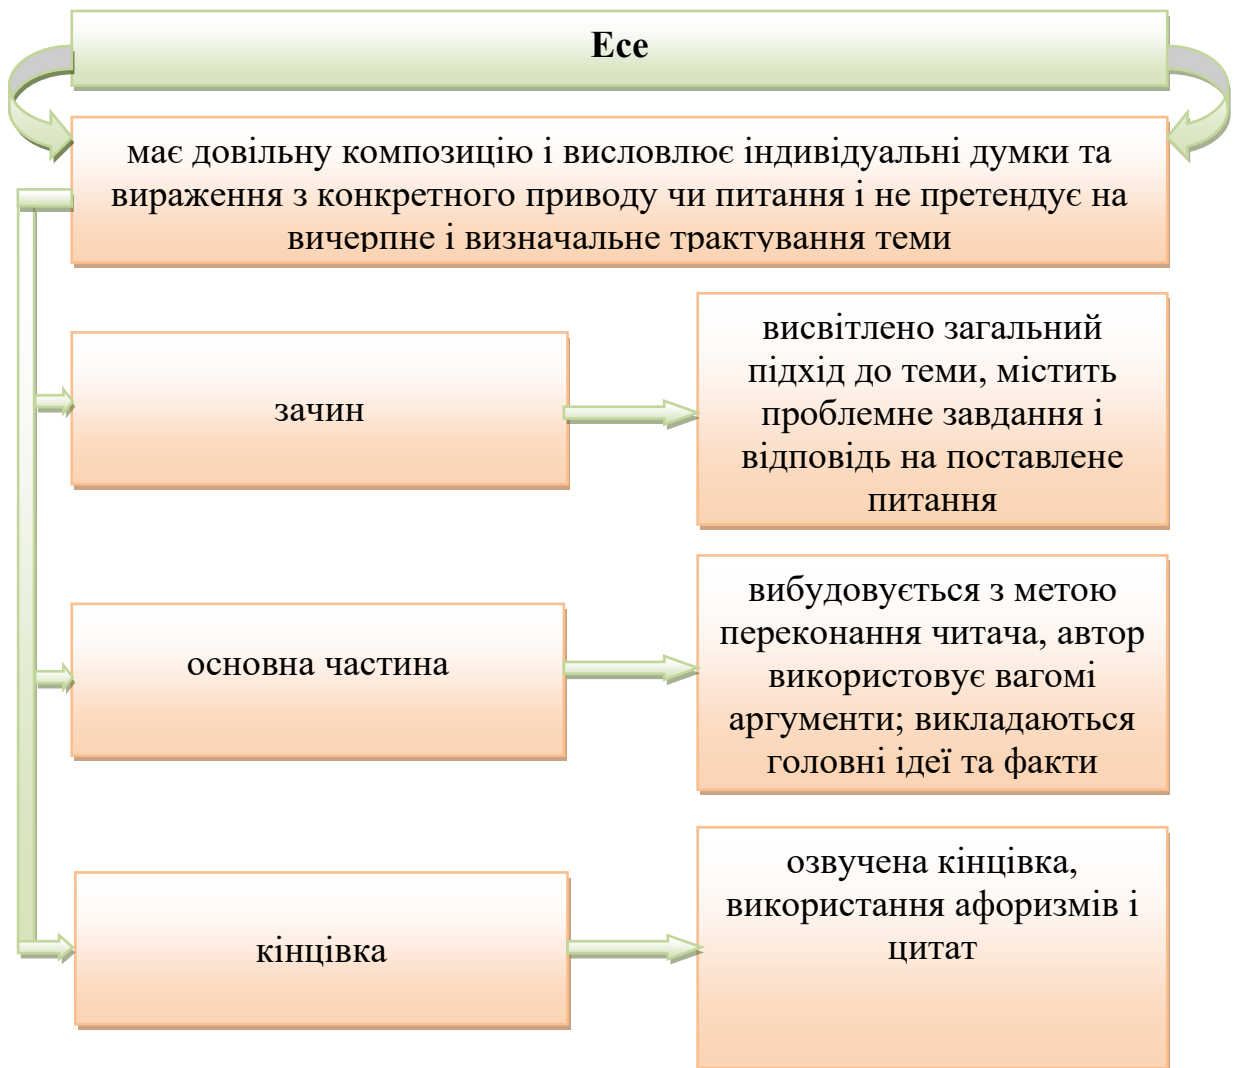 Есе
має довільну композицію і висловлює індивідуальні думки та
вираження з конкретного приводу чи питання і не претендує на
вичерпне і визначальне трактування теми
зачин
висвітлено загальний
підхід до теми, містить
проблемне завдання і
відповідь на поставлене
питання
основна частина
вибудовується з метою
переконання читача, автор
використовує вагомі
аргументи; викладаються
головні ідеї та факти
кінцівка
озвучена кінцівка,
використання афоризмів і
цитат